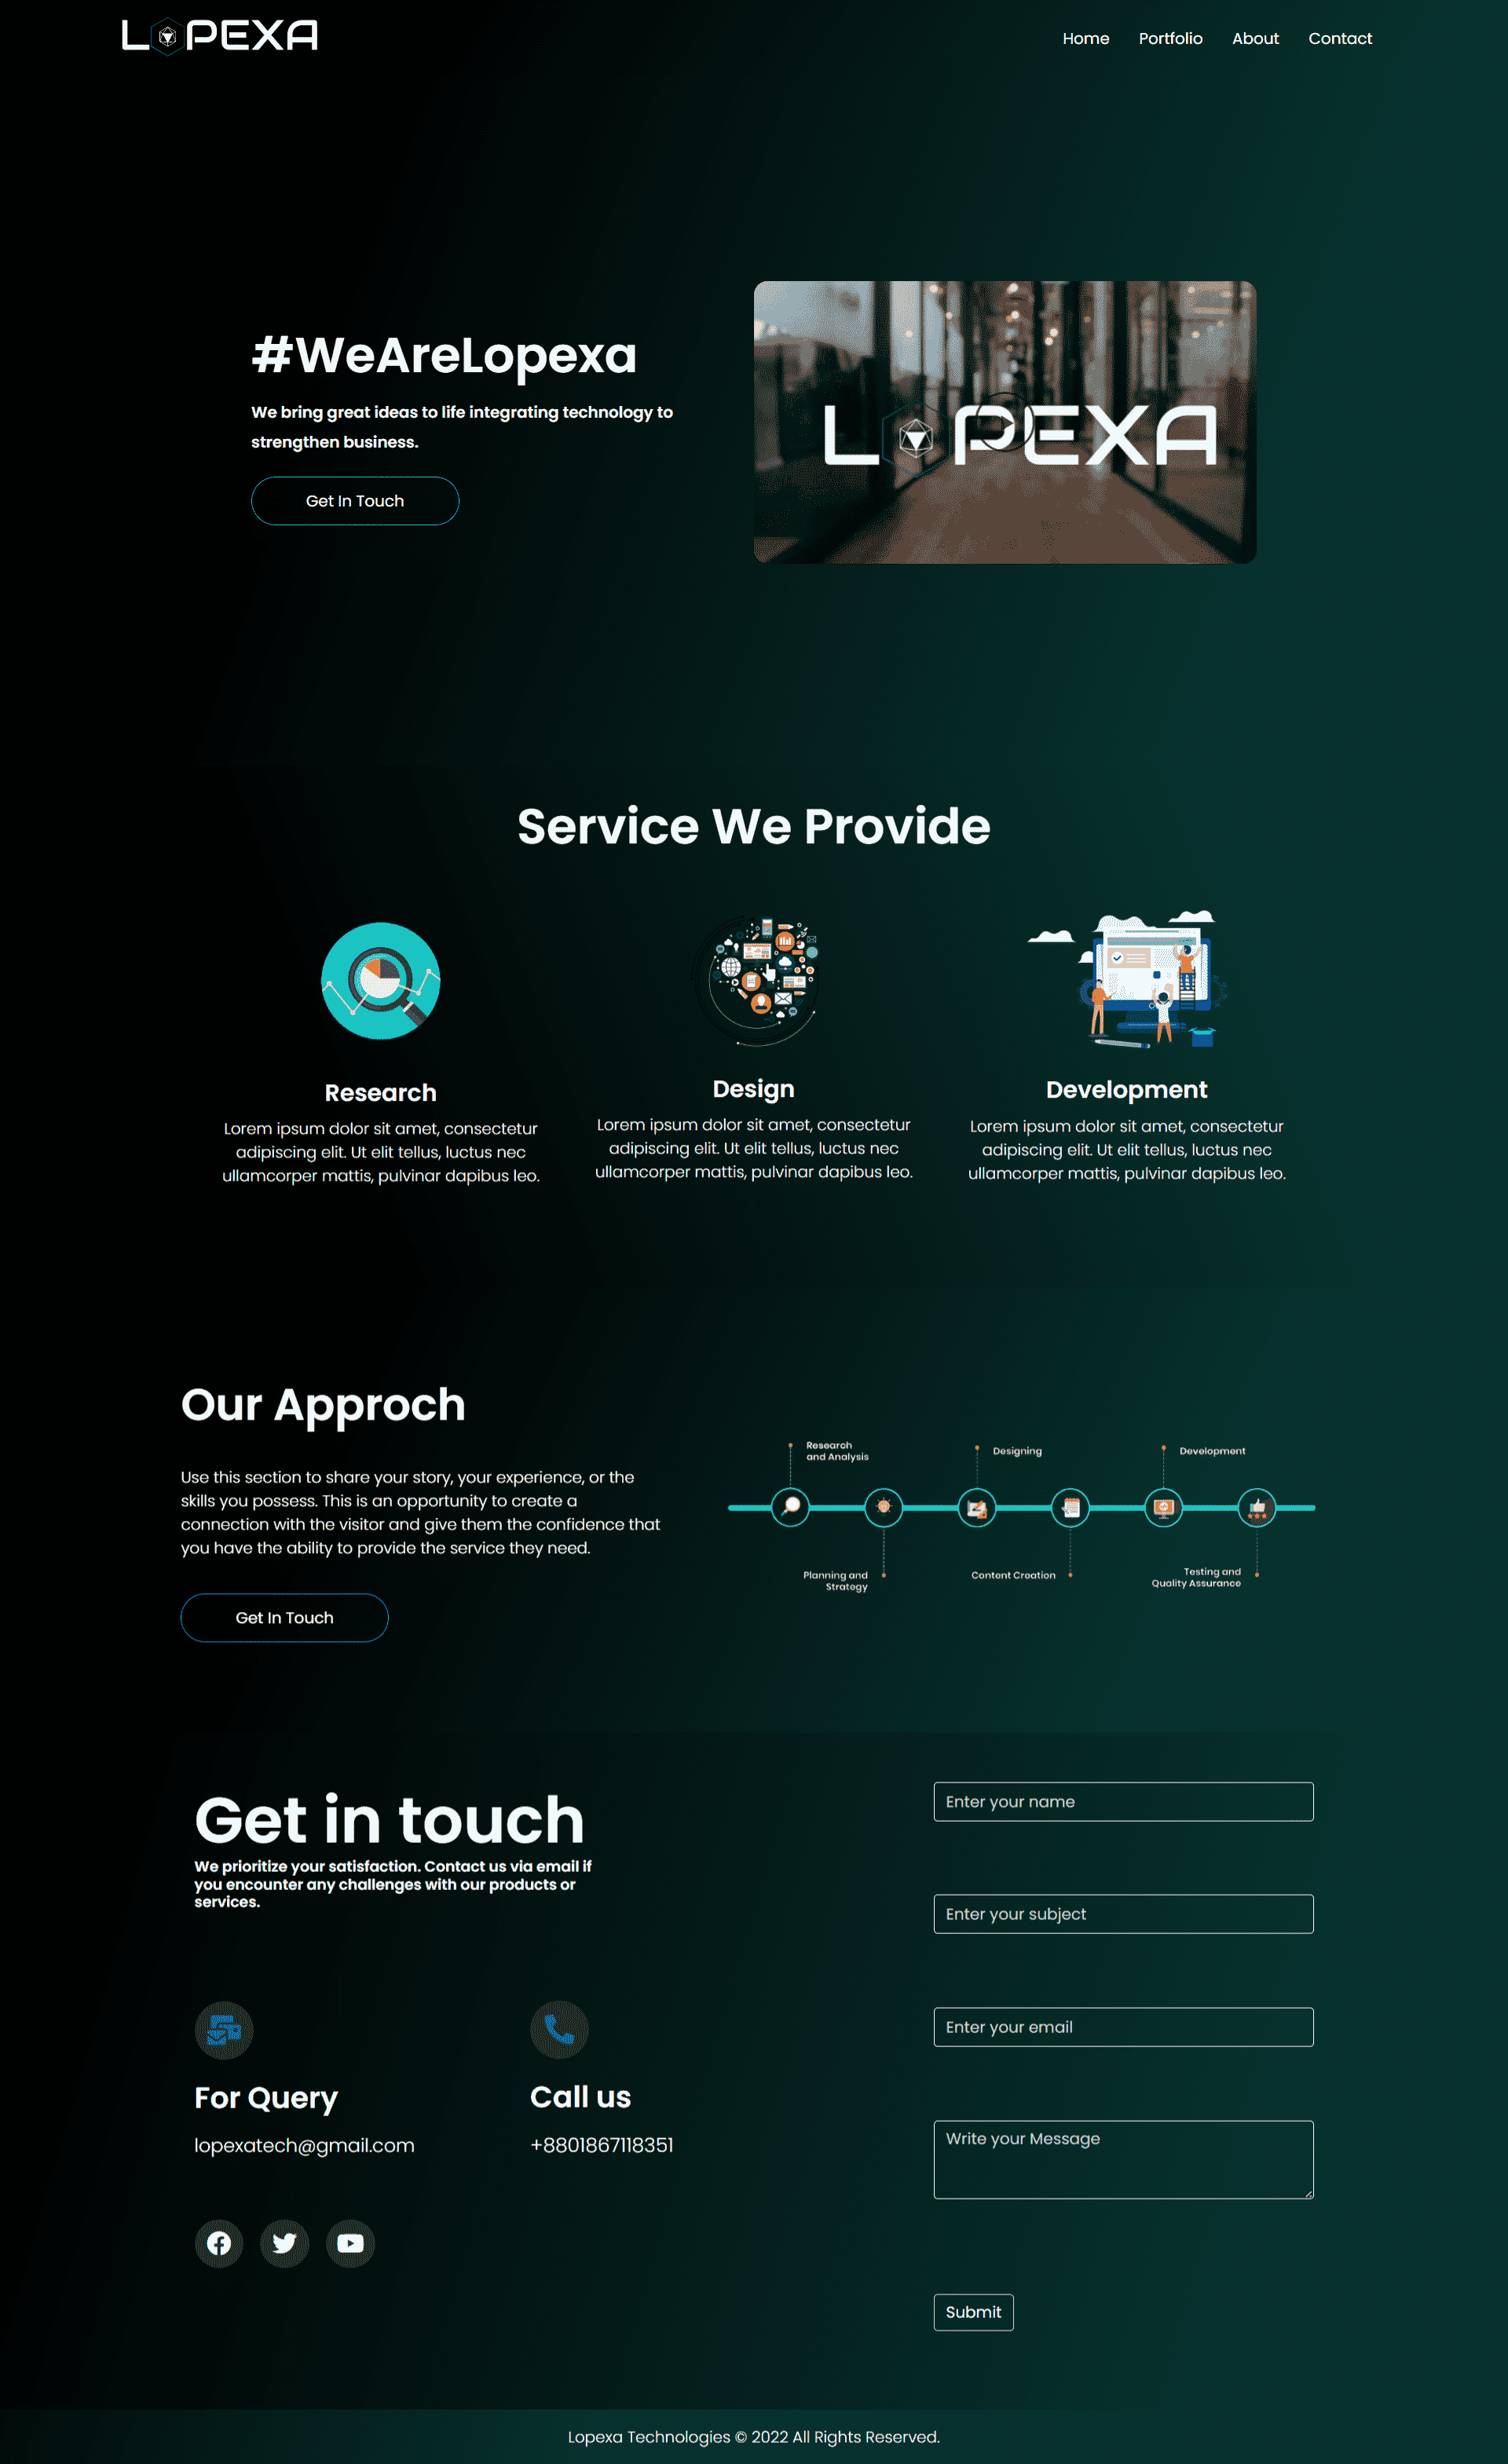 LOPEXA
Home Portfolio About Contact
#WeAreLopexa
We bring great ideas to life integrating technology to
strengthen business.
Get In Touch
LOPEXA
Service We Provide
Research
Lorem ipsum dolor sit amet, consectetur
adipiscing elit. Ut elit tellus, luctus nec
ullamcorper mattis, pulvinar dapibus leo.
Design
Lorem ipsum dolor sit amet, consectetur
adipiscing elit. Ut elit tellus, luctus nec
ullamcorper mattis, pulvinar dapibus leo.
Development
Lorem ipsum dolor sit amet, consectetur
adipiscing elit. Ut elit tellus, luctus nec
ullamcorper mattis, pulvinar dapibus leo.
Our Approch
Use this section to share your story, your experience, or the
skills you possess. This is an opportunity to create a
connection with the visitor and give them the confidence that
you have the ability to provide the service they need.
Get In Touch
Research
and Analysis
Designing
Development
Planning and
Strategy
Content Creation
Testing and
Quality Assurance
Get in touch
We prioritize your satisfaction. Contact us via email if
you encounter any challenges with our products or
services.
For Query
lopexatech@gmail.com
Call us
+8801867118351
Enter your name
Enter your subject
Enter your email
Write your Message
Submit
Lopexa Technologies © 2022 All Rights Reserved.